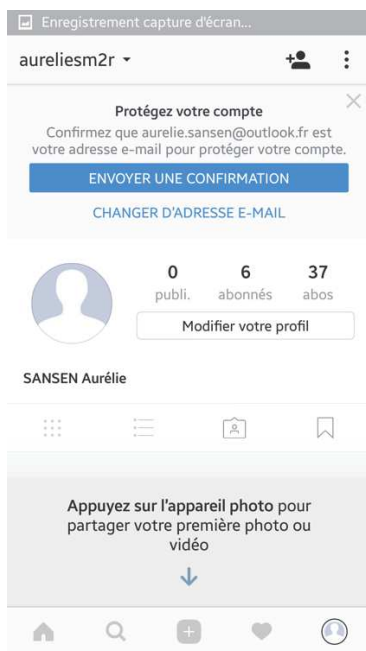 Enregistrement capture d'écran...
aureliesm2r
Protégez votre compte
Confirmez que aurelie.sansen@outlook.fr est
votre adresse e-mail pour protéger votre compte.
ENVOYER UNE CONFIRMATION
CHANGER D'ADRESSE E-MAIL
0 6 37
publi. abonnés abos
Modifier votre profil
SANSEN Aurélie
Appuyez sur l'appareil photo pour
partager votre première photo ou
vidéo